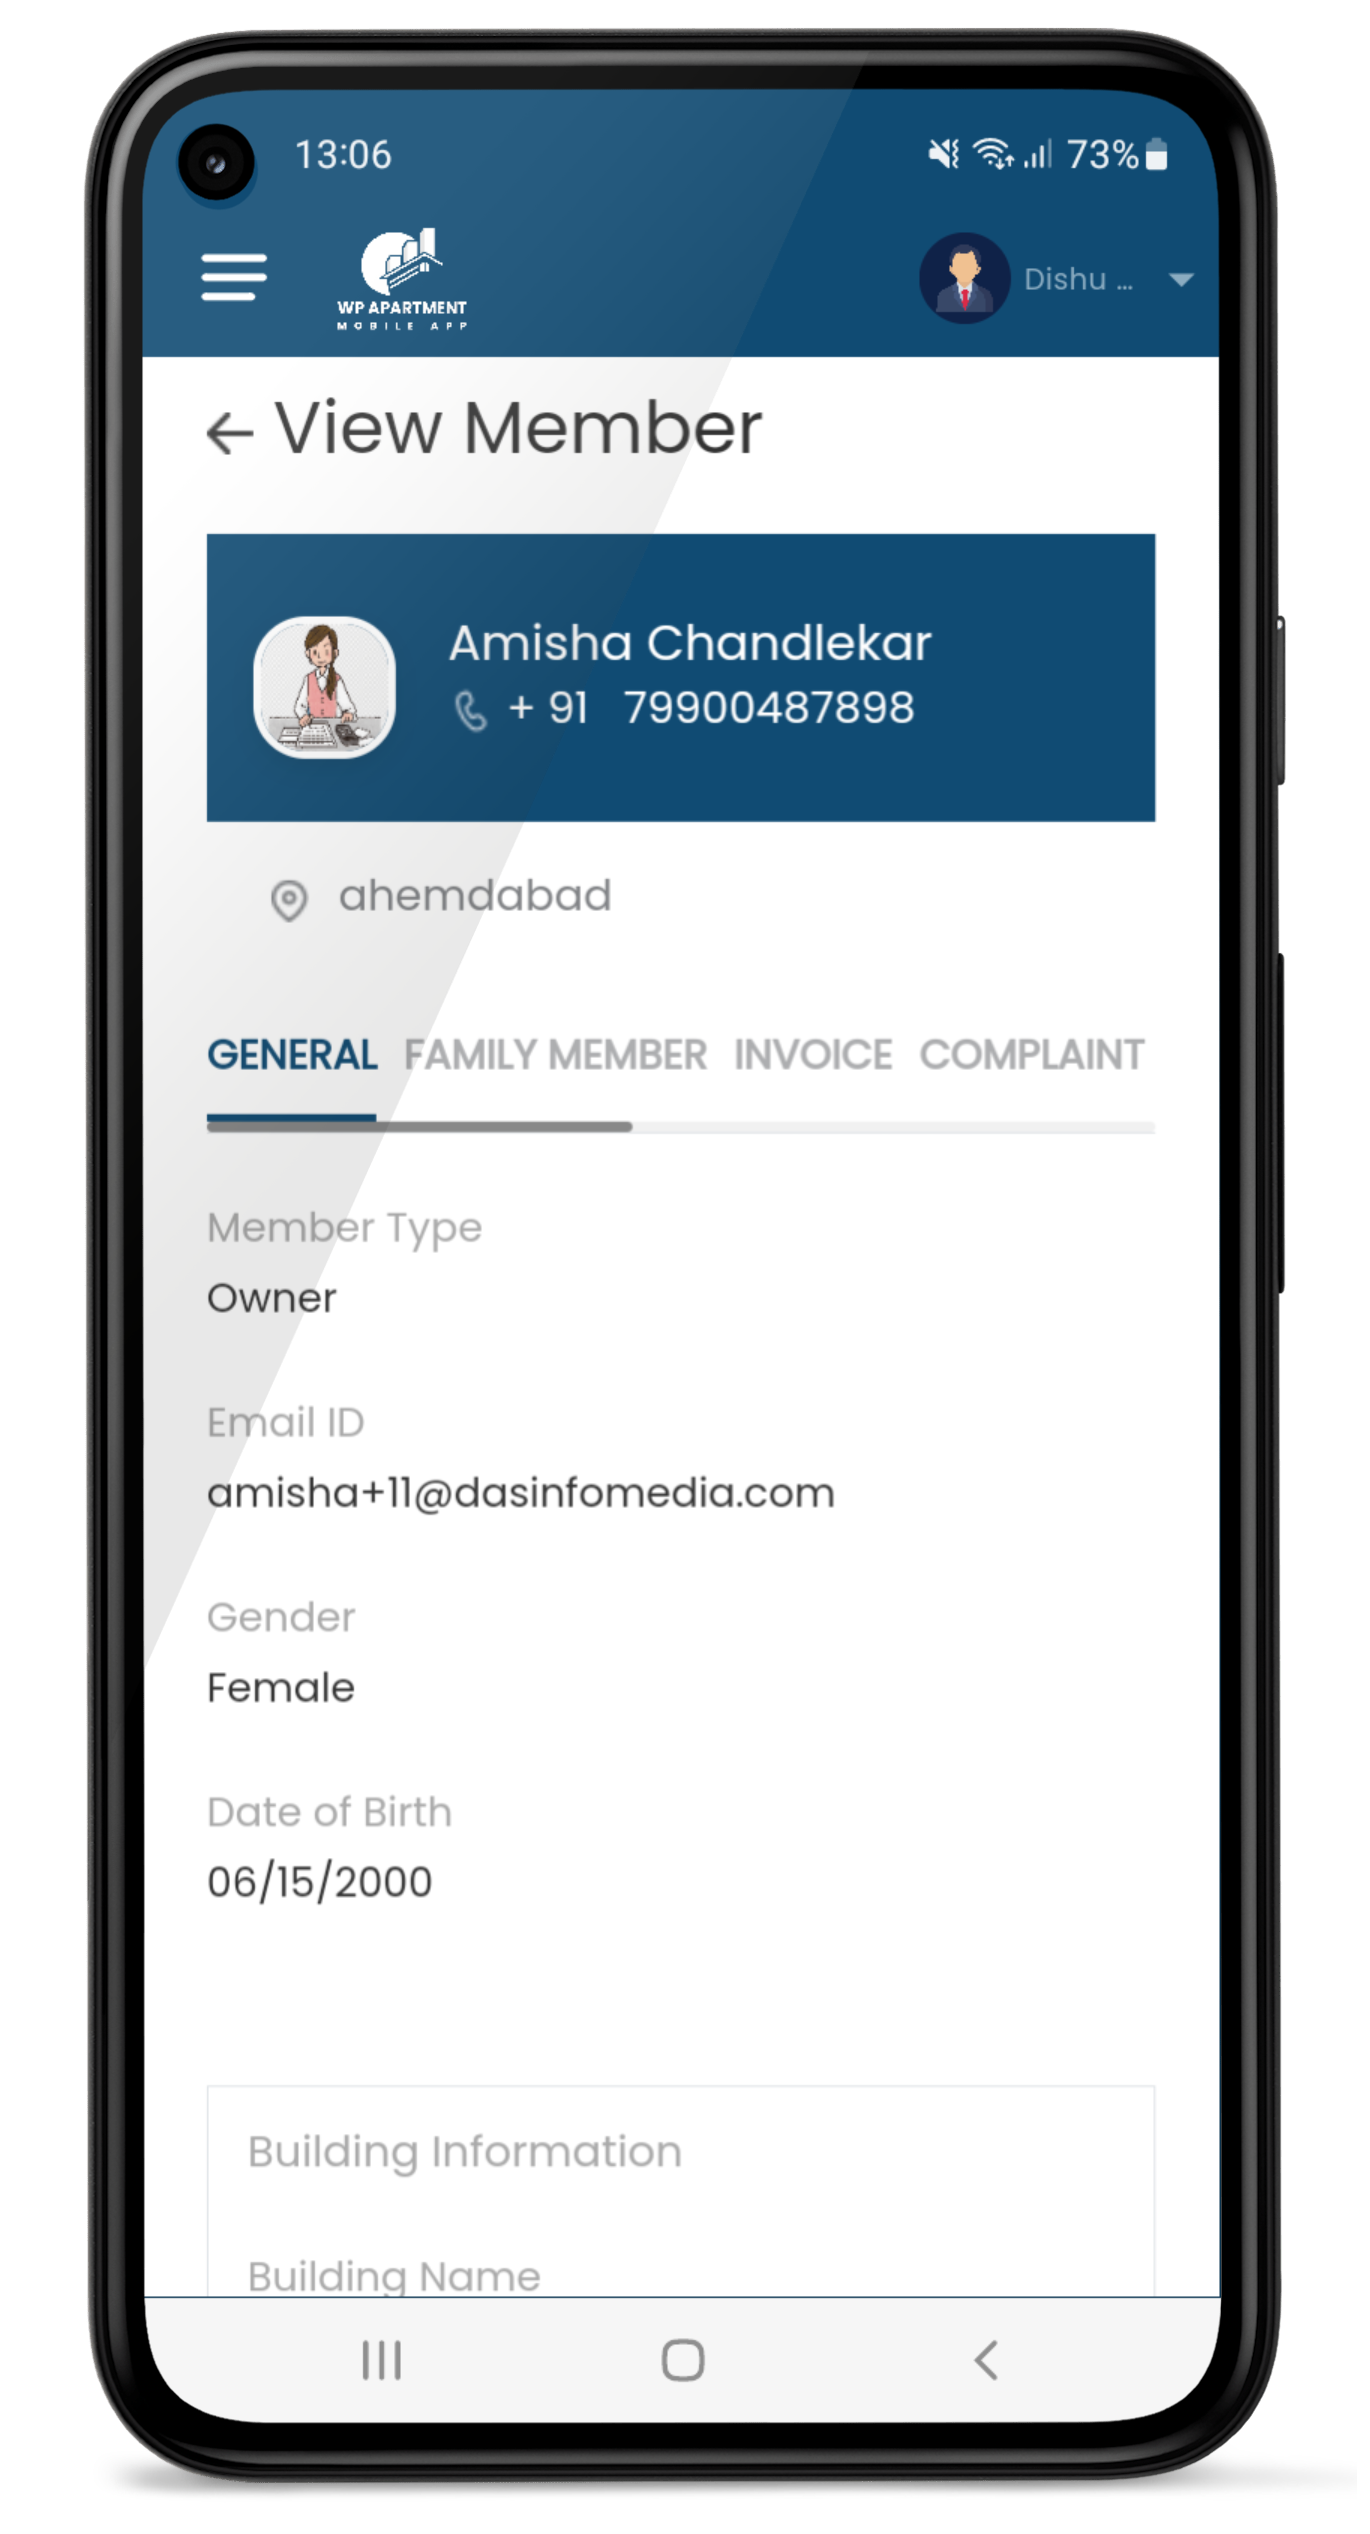 13:06 73%
WP APARTMENT
MOBILE APP
Dishu ...
View Member
Amisha Chandlekar
+ 91 79900487898
ahemdabad
GENERAL FAMILY MEMBER INVOICE COMPLAINT
Member Type
Owner
Email ID
amisha+11@dasinfomedia.com
Gender
Female
Date of Birth
06/15/2000
Building Information
Building Name